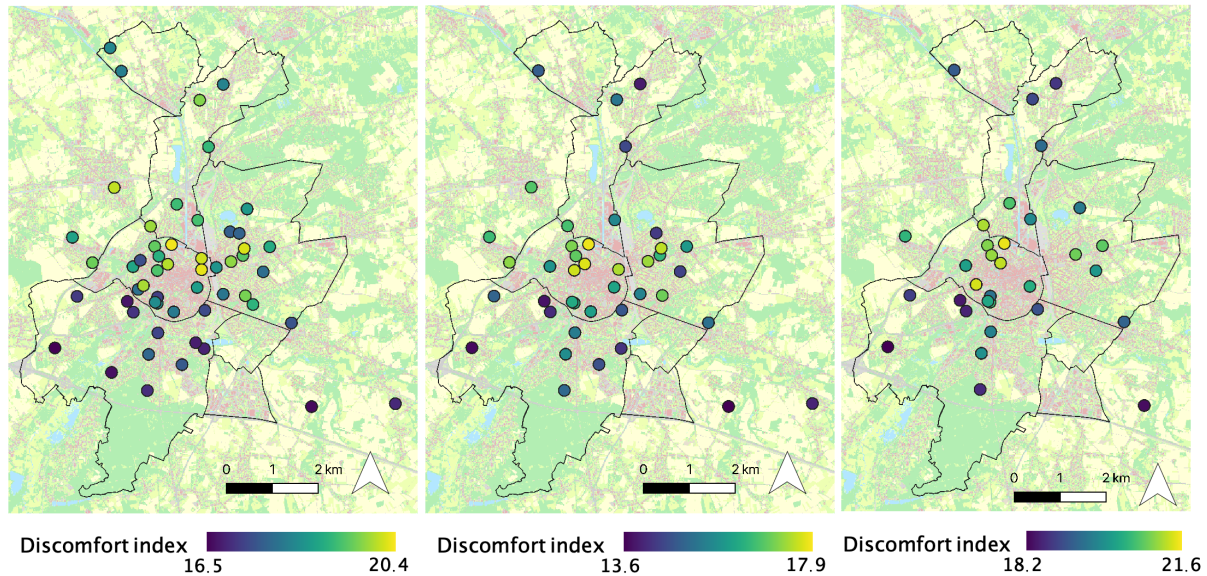 0 1 2 km
0 1 2 km
0 1 2 km
Discomfort index
16.5 20.4
Discomfort index
13.6 17.9
Discomfort index
18.2 21.6